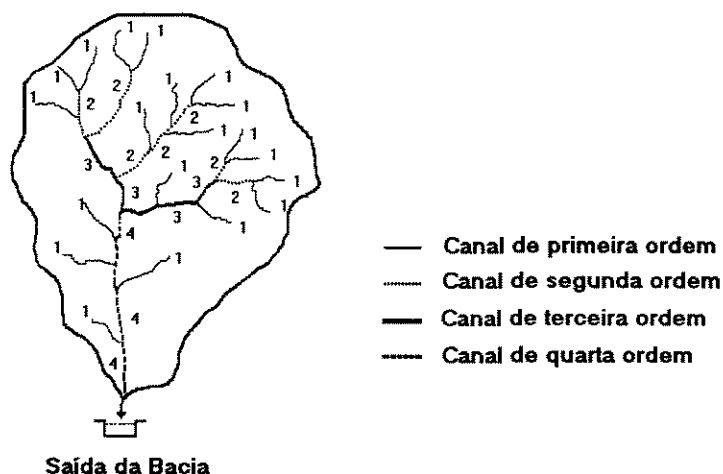 1 1
1 1 1
1
1
2 1
1
1 2 1 1
2
1 1
2 2 1
3 1 2
3 1
3 2
1 1
3 1
4
1 1
1 4
4
Canal de primeira ordem
Canal de segunda ordem
Canal de terceira ordem
Canal de quarta ordem
Saída da Bacia